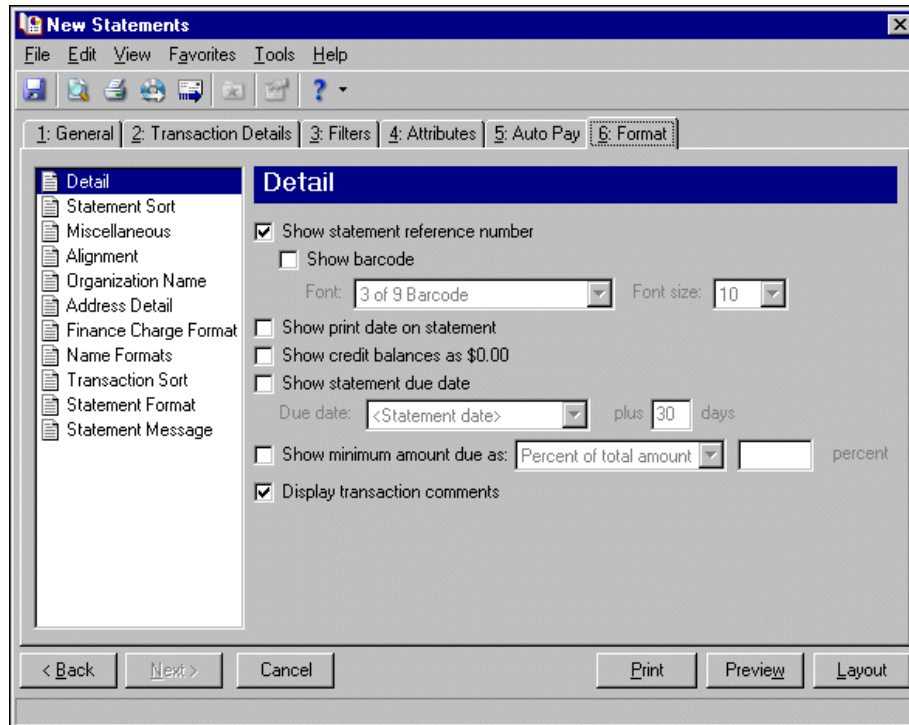 New Statements
File Edit View Favorites Tools Help
1: General 2: Transaction Details 3: Filters 4: Attributes 5: Auto Pay 6: Format
Detail
Statement Sort
Miscellaneous
Alignment
Organization Name
Address Detail
Finance Charge Format
Name Formats
Transaction Sort
Statement Format
Statement Message
Detail
Show statement reference number
Show barcode
Font: 3 of 9 Barcode Font size: 10
Show print date on statement
Show credit balances as $0.00
Show statement due date
Due date: <Statement date> plus 30 days
Show minimum amount due as: Percent of total amount percent
Display transaction comments
< Back Next > Cancel Print Preview Layout